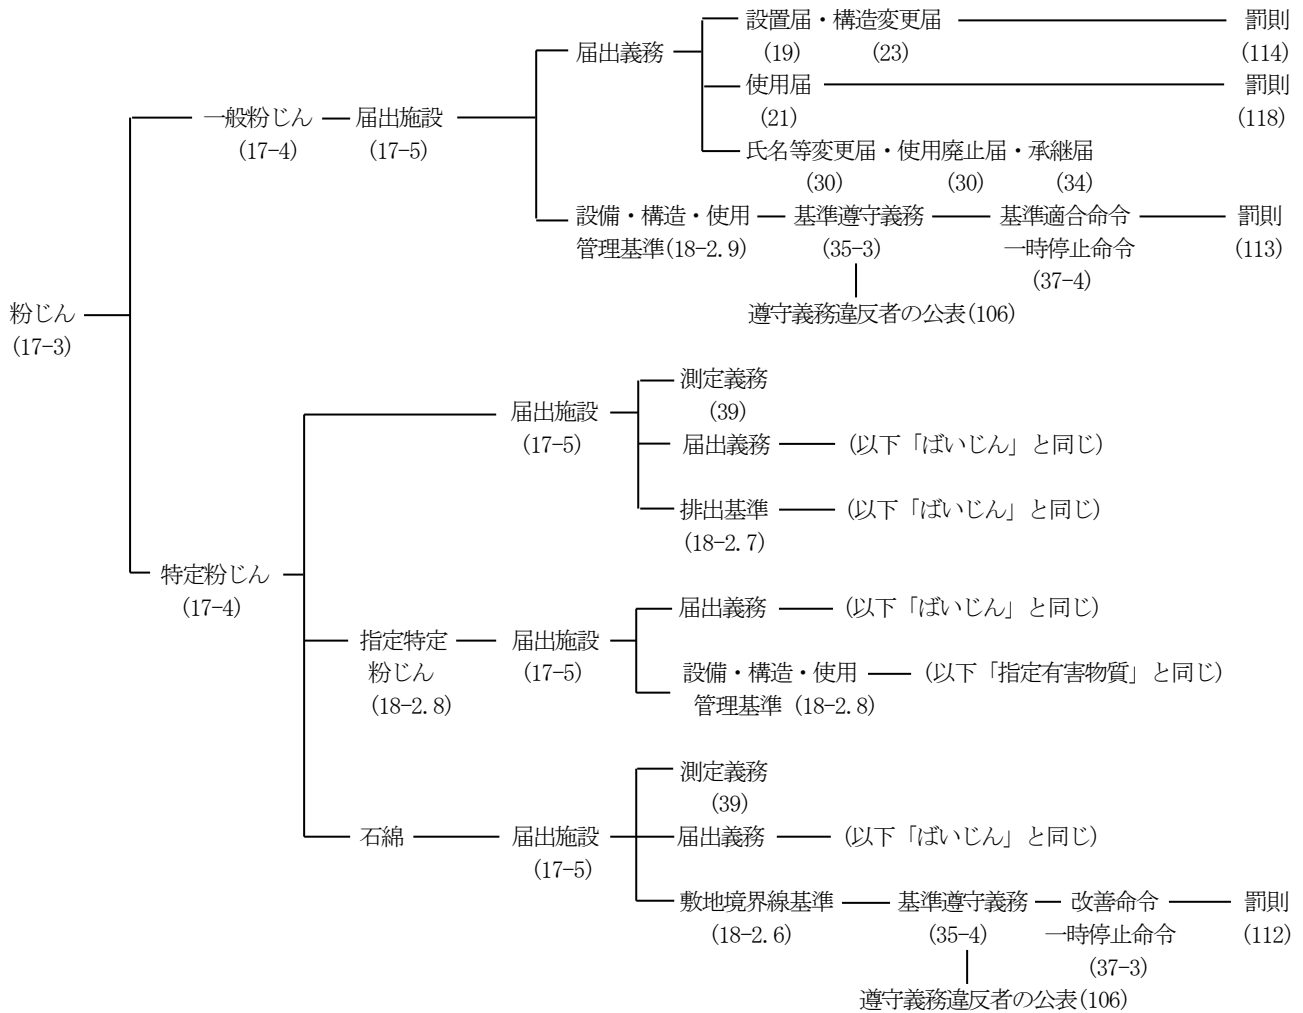 設置届・構造変更届 罰則
届出義務 (19) (23) (114)
使用届 罰則
一般粉じん 届出施設 (21) (118)
(17-4) (17-5) 氏名等変更届・使用廃止届・承継届
(30) (30) (34)
設備・構造・使用 基準遵守義務 基準適合命令 罰則
管理基準(18-2.9) (35-3) 一時停止命令 (113)
(37-4)
粉じん 遵守義務違反者の公表(106)
(17-3)
測定義務
届出施設 (39)
(17-5) 届出義務 (以下「ばいじん」と同じ)
排出基準 (以下「ばいじん」と同じ)
(18-2.7)
特定粉じん
(17-4) 届出義務 (以下「ばいじん」と同じ)
指定特定 届出施設
粉じん (17-5) 設備・構造・使用 (以下「指定有害物質」と同じ)
(18-2.8) 管理基準 (18-2.8)
測定義務
(39)
石綿 届出施設 届出義務 (以下「ばいじん」と同じ)
(17-5)
敷地境界線基準 基準遵守義務 改善命令 罰則
(18-2.6) (35-4) 一時停止命令 (112)
(37-3)
遵守義務違反者の公表(106)